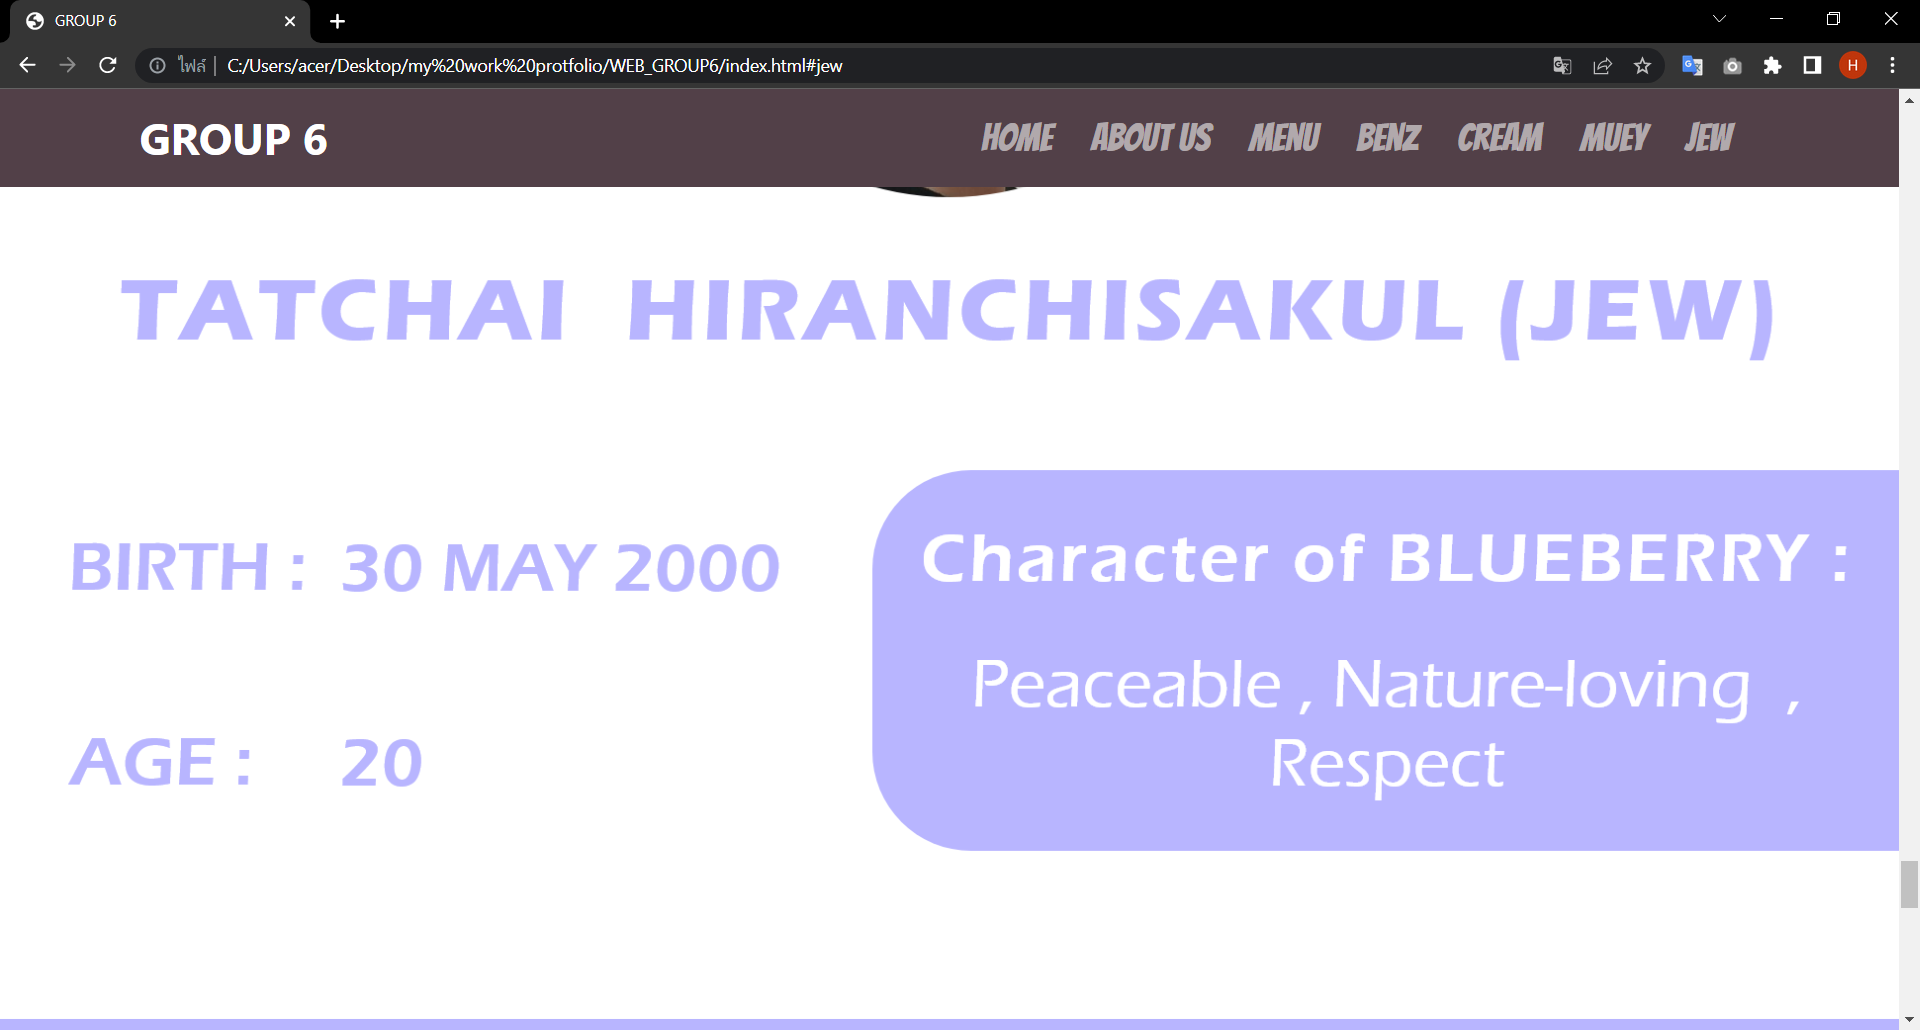 GROUP 6
ไฟล์ | C:/Users/acer/Desktop/my%20work%20protfolio/WEB_GROUP6/index.html#jew
H
GROUP 6
HOME ABOUT US MENU BENZ CREAM MUEY JEW
TATCHAI HIRANCHISAKUL (JEW)
BIRTH : 30 MAY 2000
AGE : 20
Character of BLUEBERRY :
Peaceable , Nature-loving ,
Respect